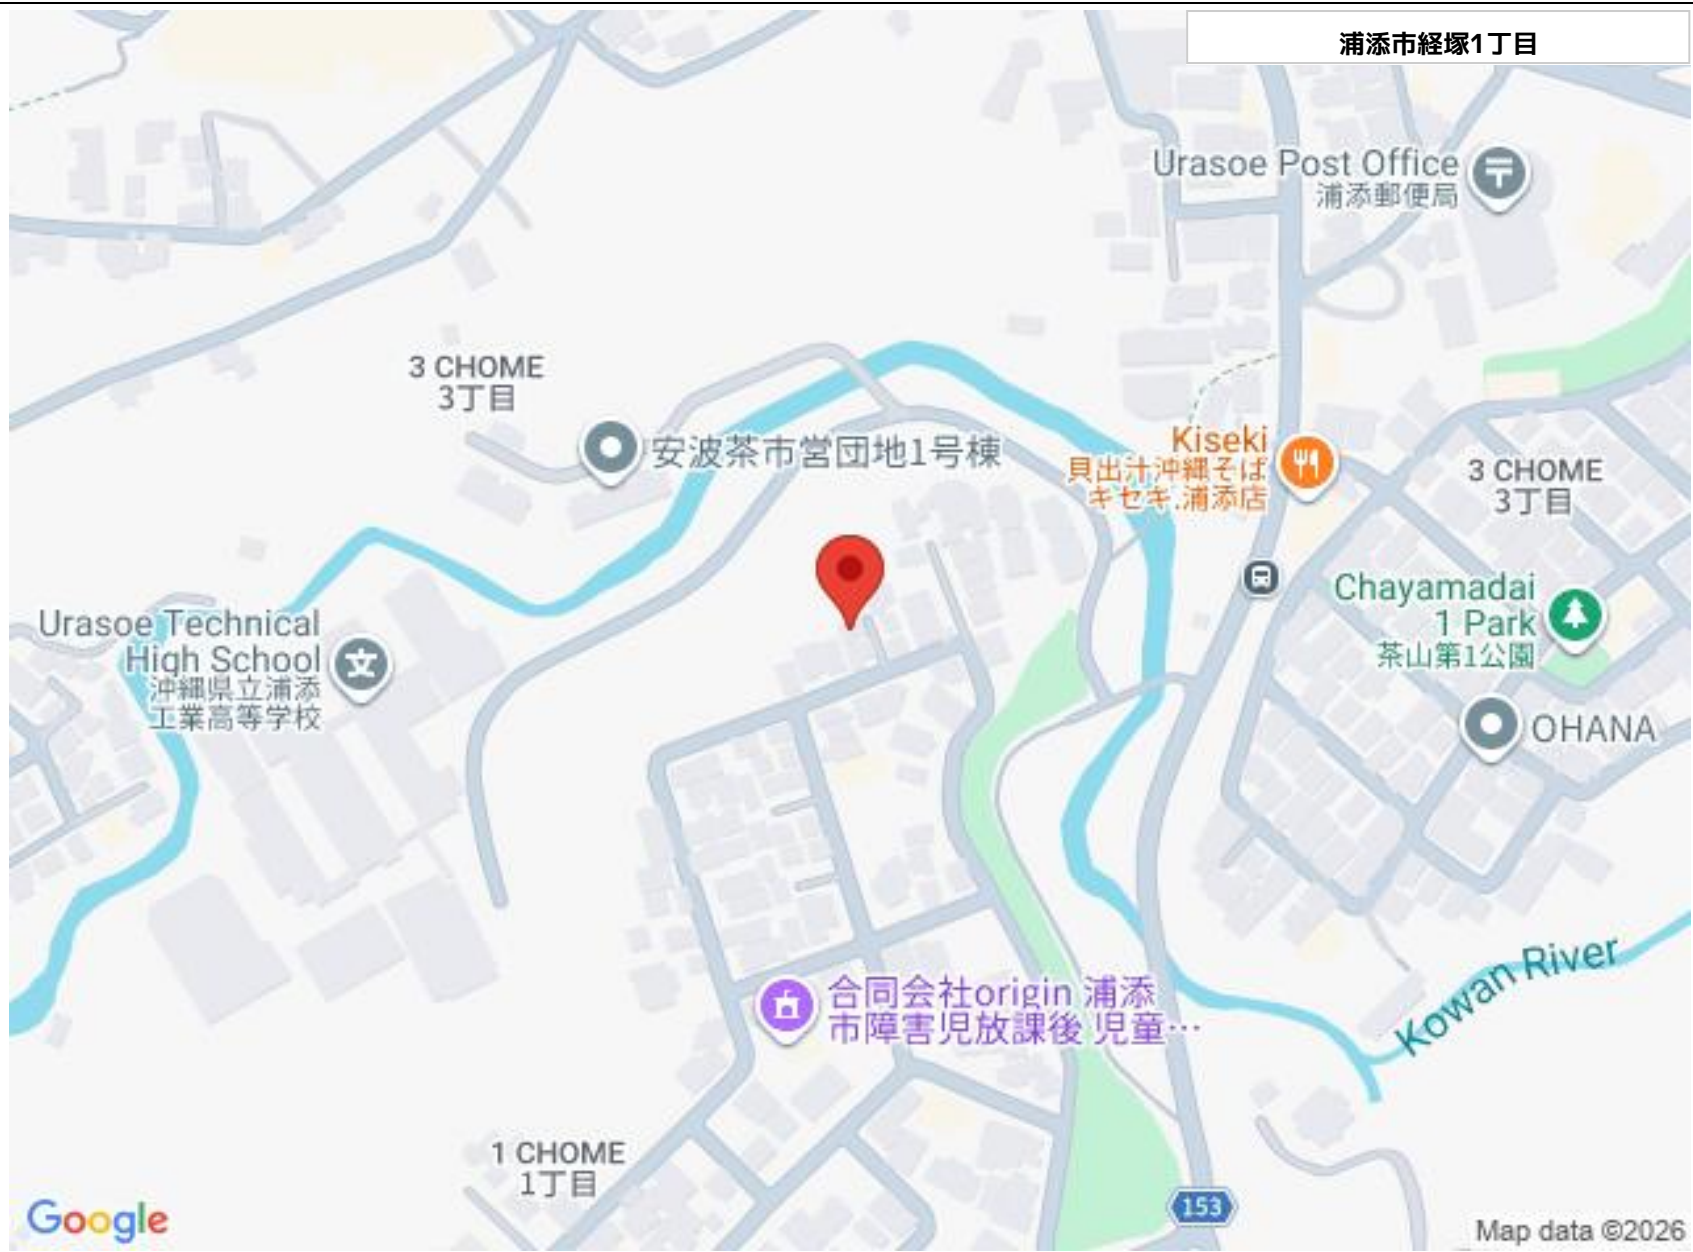 浦添市経塚1丁目
Urasoe Post Office
浦添郵便局
3 CHOME
3丁目
安波茶市営団地1号棟
Kiseki
貝出汁沖縄そば
キセキ.浦添店
3 CHOME
3丁目
Chayamadai
1 Park
茶山第1公園
Urasoe Technical
High School
沖縄県立浦添
工業高等学校
OHANA
Kowan River
合同会社origin 浦添
市障害児放課後 児童…
1 CHOME
1丁目
153
Google
Map data ©2026